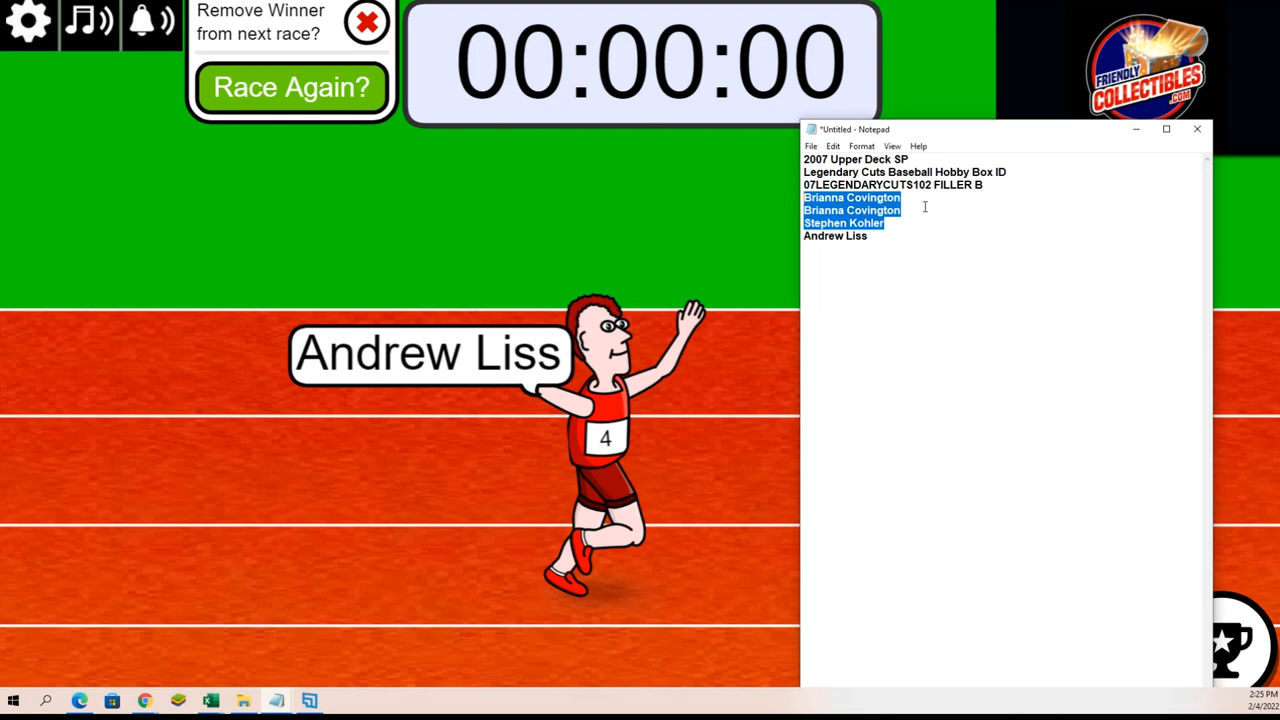 Remove Winner
from next race?
Race Again?
00:00:00
FRIENDLY
COLLECTIBLES
.COM
*Untitled - Notepad
File Edit Format View Help
2007 Upper Deck SP
Legendary Cuts Baseball Hobby Box ID
07LEGENDARYCUTS102 FILLER B
Brianna Covington
Brianna Covington
Stephen Kohler
Andrew Liss
Andrew Liss
4
2:25 PM
2/4/2022